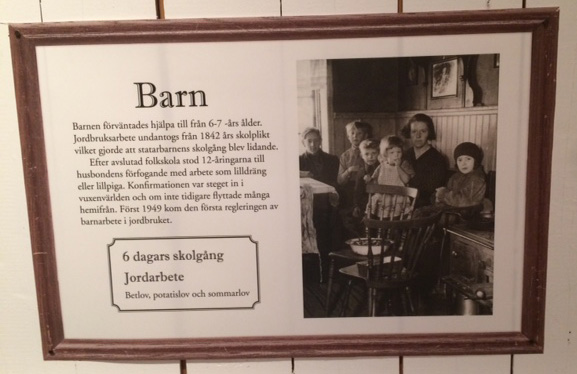 Barn
Barnen förväntades hjälpa till från 6-7 -års ålder.
Jordbruksarbete undantogs från 1842 års skolplikt
vilket gjorde att statarbarnens skolgång blev lidande.
Efter avslutad folkskola stod 12-åringarna till
husbondens förfogande med arbete som lilldräng
eller lillpiga. Konfirmationen var steget in i
vuxenvärlden och om inte tidigare flyttade många
hemifrån. Först 1949 kom den första regleringen av
barnarbete i jordbruket.
6 dagars skolgång
Jordarbete
Betlov, potatislov och sommarlov